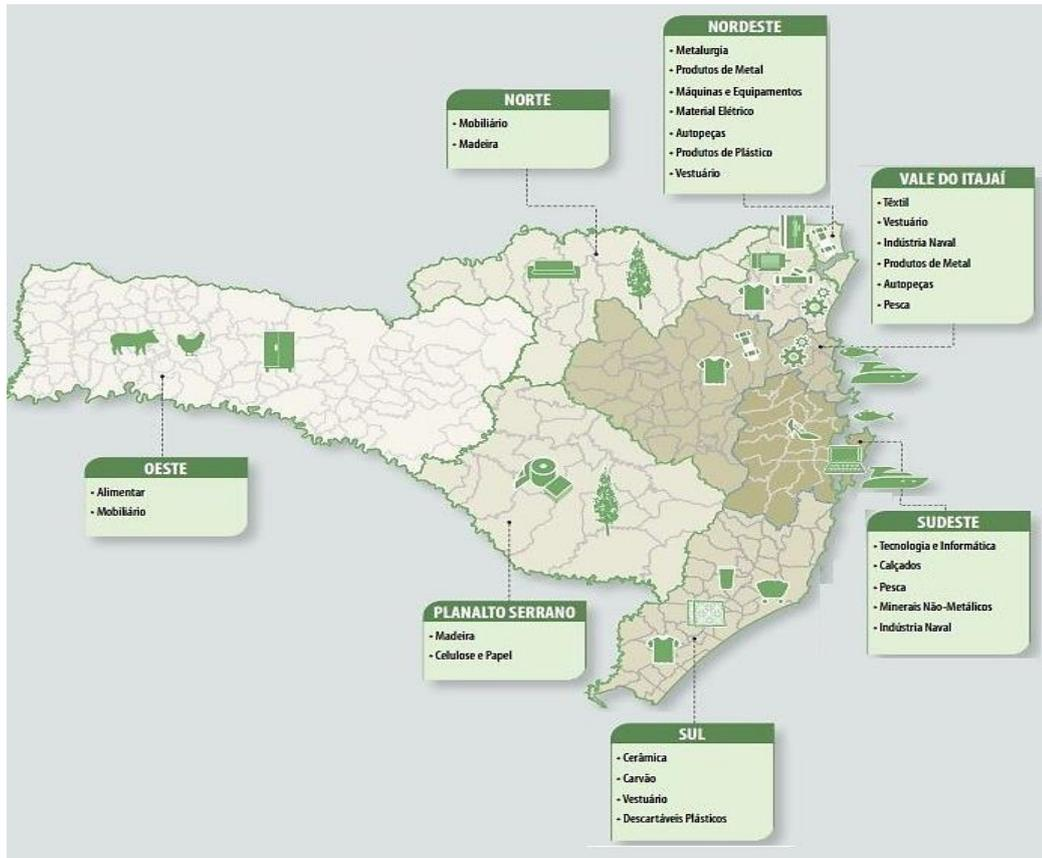 NORDESTE
- Metalurgia
- Produtos de Metal
- Máquinas e Equipamentos
- Material Elétrico
- Autopeças
- Produtos de Plástico
- Vestuário
NORTE
- Mobiliário
- Madeira
VALE DO ITAJAÍ
- Têxtil
- Vestuário
- Indústria Naval
- Produtos de Metal
- Autopeças
- Pesca
OESTE
- Alimentar
- Mobiliário
SUDESTE
- Tecnologia e Informática
- Calçados
- Pesca
- Minerais Não-Metálicos
- Indústria Naval
PLANALTO SERRANO
- Madeira
- Celulose e Papel
SUL
- Cerâmica
- Carvão
- Vestuário
- Descartáveis Plásticos